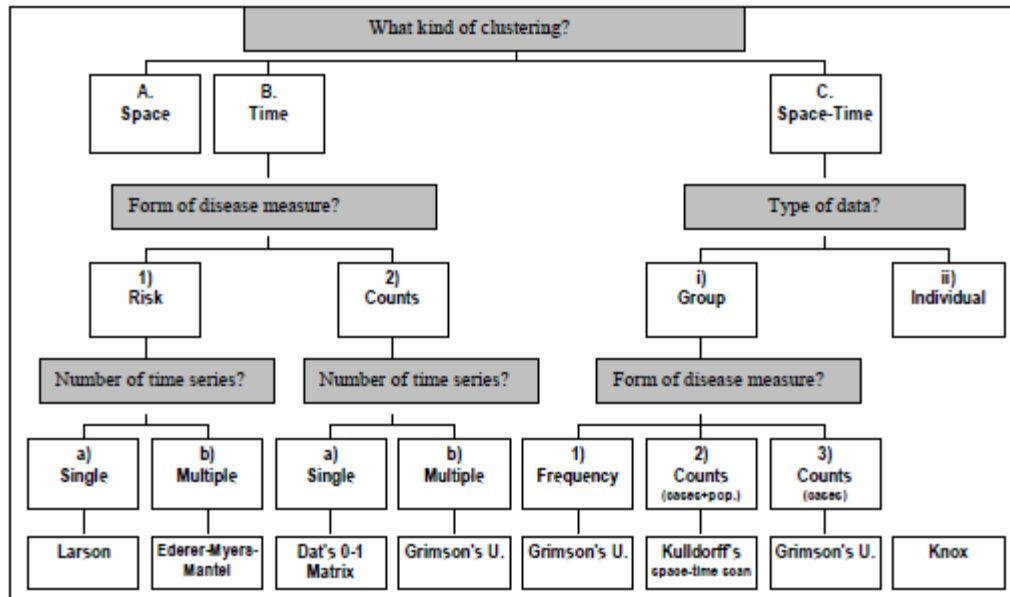 What kind of clustering?
A.
Space
B.
Time
C.
Space-Time
Form of disease measure?
Type of data?
1)
Risk
2)
Counts
i)
Group
ii)
Individual
Number of time series?
Number of time series?
Form of disease measure?
a)
Single
b)
Multiple
a)
Single
b)
Multiple
1)
Frequency
2)
Counts
(cases+pop.)
3)
Counts
(cases)
Larson
Ederer-Myers-
Mantel
Dat's 0-1
Matrix
Grimson's U.
Grimson's U.
Kulldorff's
space-time scan
Grimson's U.
Knox